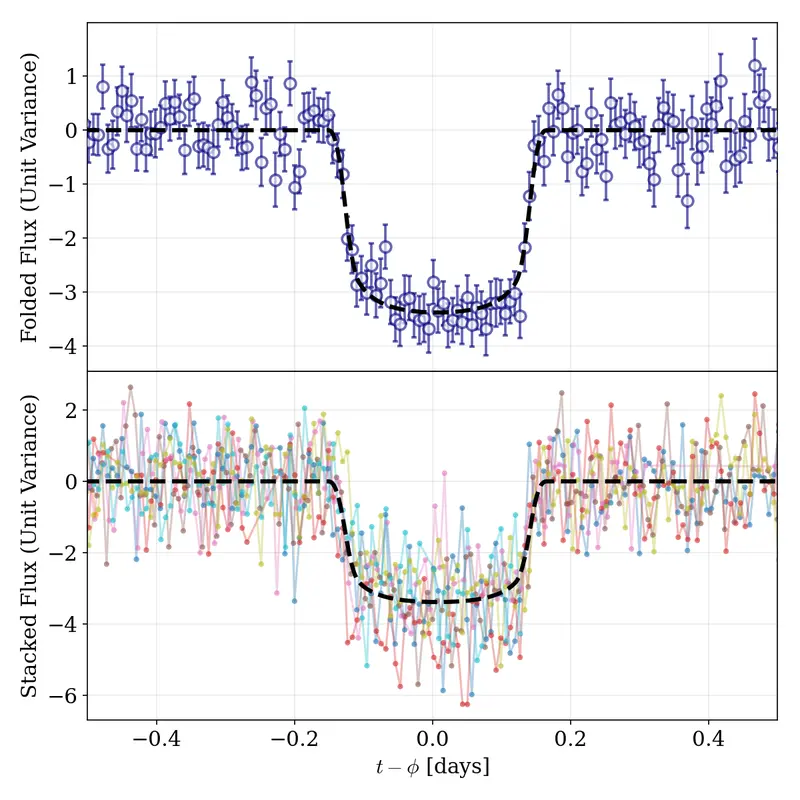 Folded Flux (Unit Variance)
1
0
−1
−2
−3
−4
Stacked Flux (Unit Variance)
2
0
−2
−4
−6
−0.4 −0.2 0.0 0.2 0.4
t − ϕ [days]